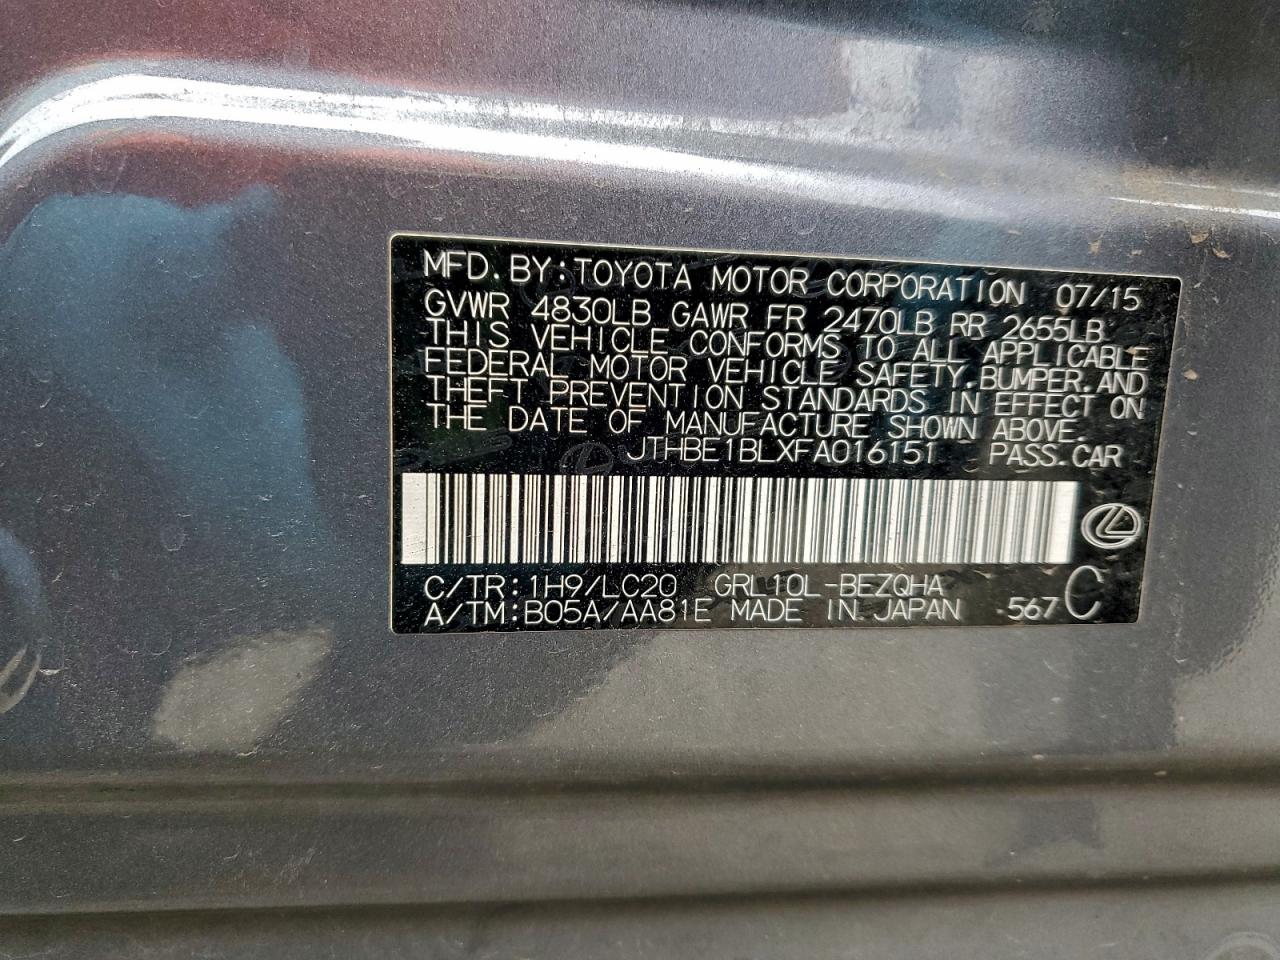 MFD. BY: TOYOTA MOTOR CORPORATION 07/15
GVWR 4830LB GAWR FR 2470LB RR 2655LB
THIS VEHICLE CONFORMS TO ALL APPLICABLE
FEDERAL MOTOR VEHICLE SAFETY, BUMPER, AND
THEFT PREVENTION STANDARDS IN EFFECT ON
THE DATE OF MANUFACTURE SHOWN ABOVE.
JTHBE1BLXFA016151 PASS. CAR
C/TR: 1H9/LC20 GRL10L-BEZQHA
A/TM: B05A/AA81E MADE IN JAPAN 567 C